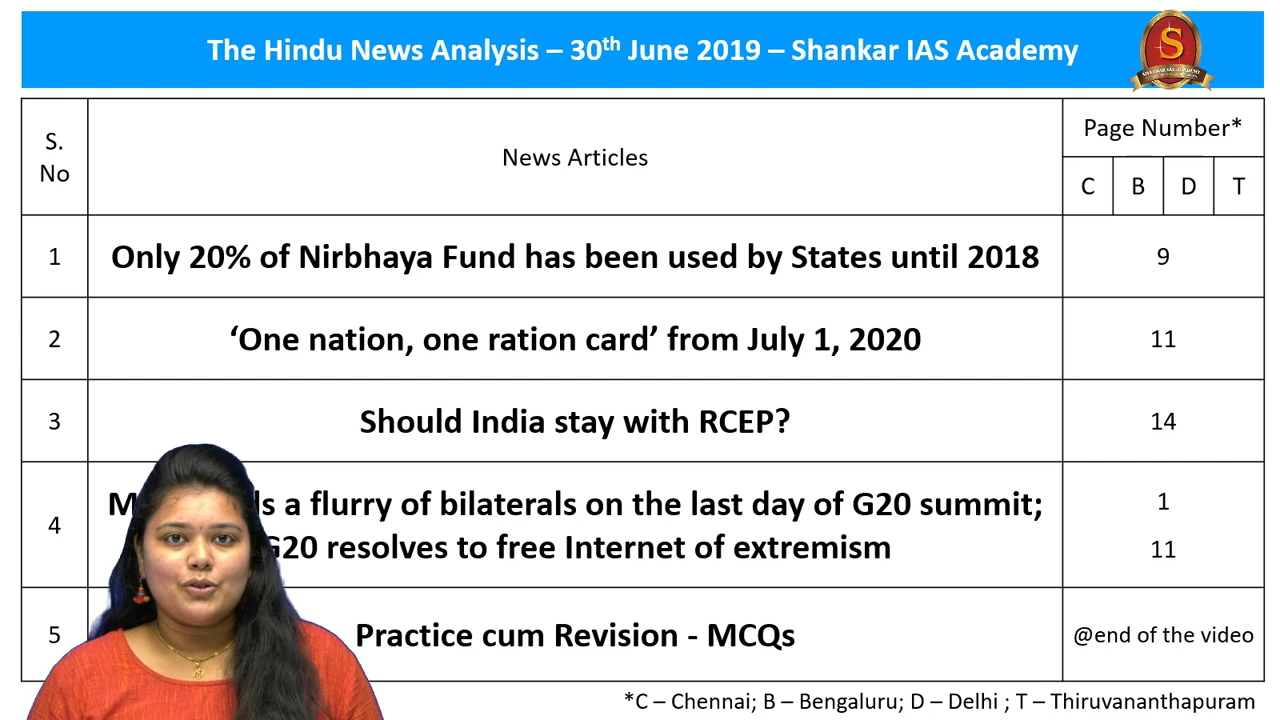 The Hindu News Analysis – 30th June 2019 – Shankar IAS Academy
S
SHANKAR IAS ACADEMY
S. No
News Articles
Page Number*
C B D T
1 Only 20% of Nirbhaya Fund has been used by States until 2018 9
2 ‘One nation, one ration card’ from July 1, 2020 11
3 Should India stay with RCEP? 14
4
a flurry of bilaterals on the last day of G20 summit; 1
G20 resolves to free Internet of extremism 11
5 Practice cum Revision - MCQs @end of the video
*C – Chennai; B – Bengaluru; D – Delhi ; T – Thiruvananthapuram